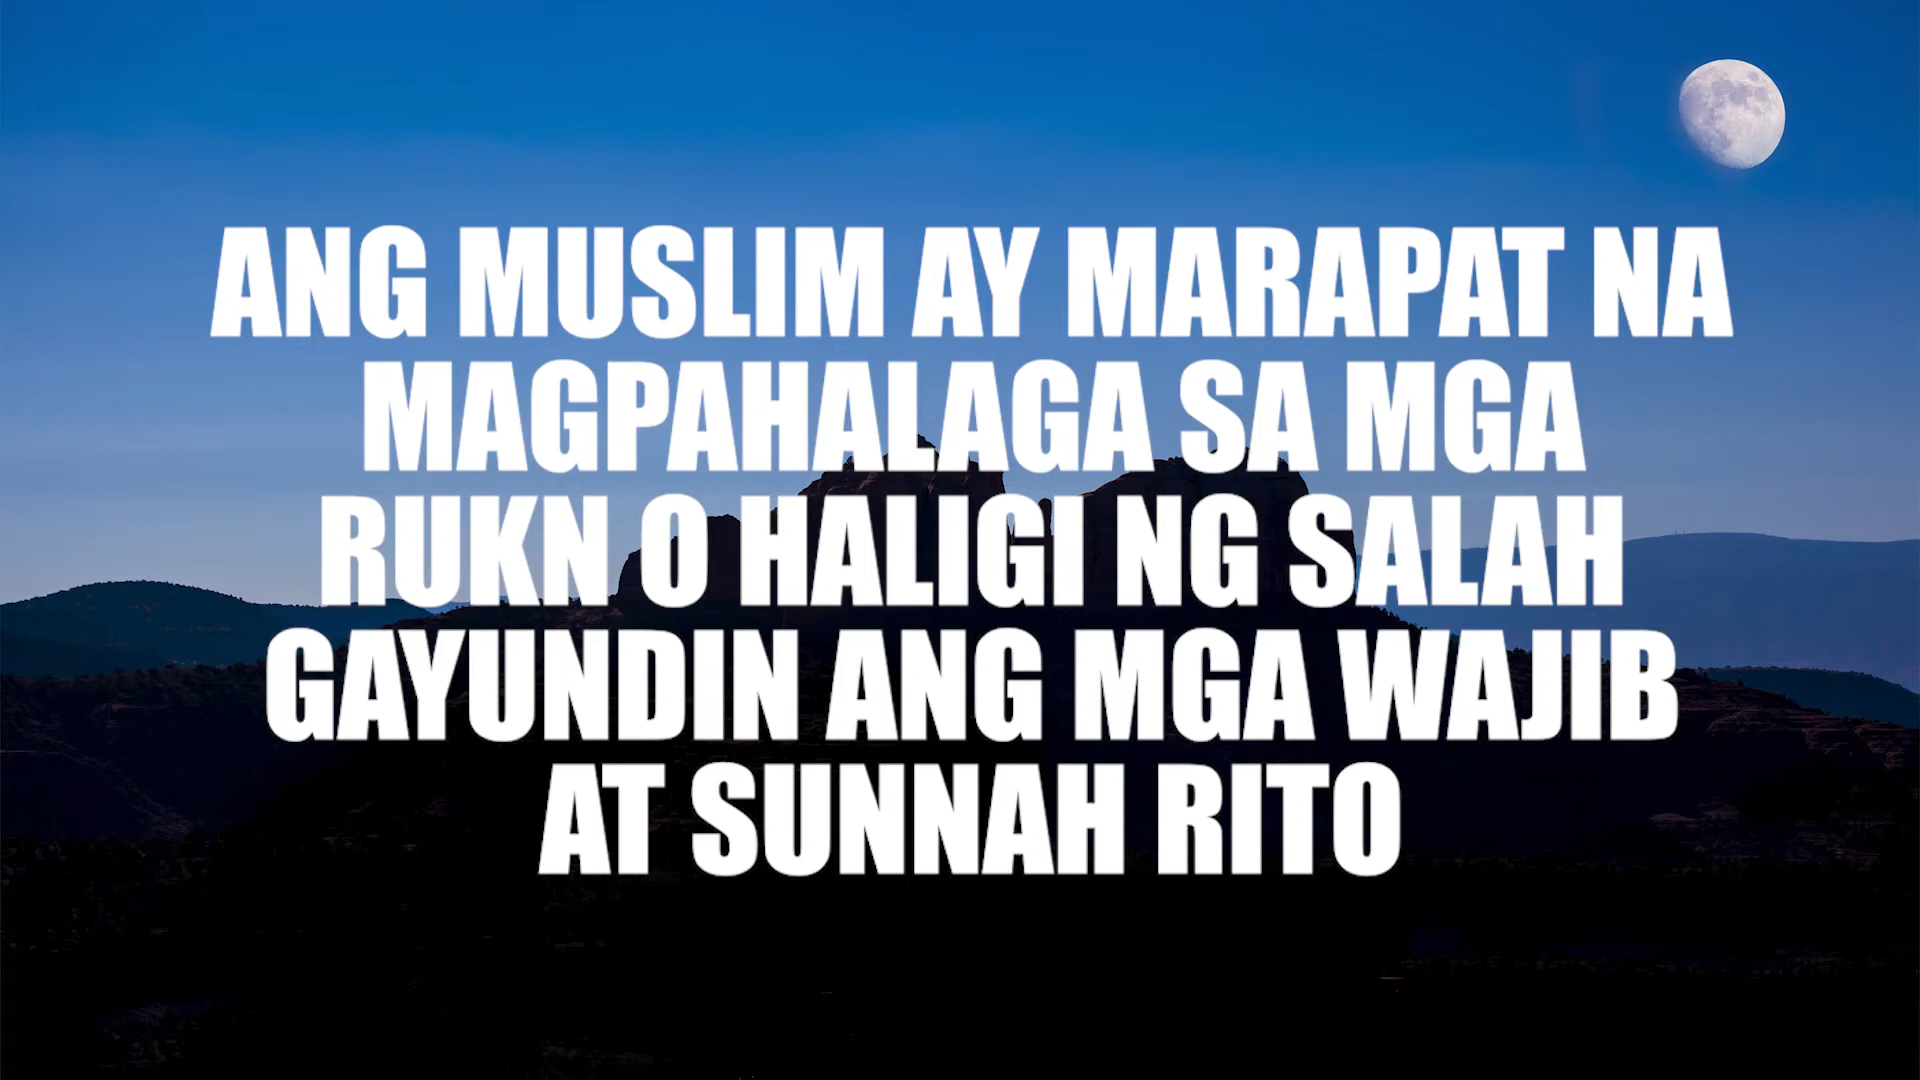 ANG MUSLIM AY MARAPAT NA
MAGPAHALAGA SA MGA
RUKN O HALIGI NG SALAH
GAYUNDIN ANG MGA WAJIB
AT SUNNAH RITO